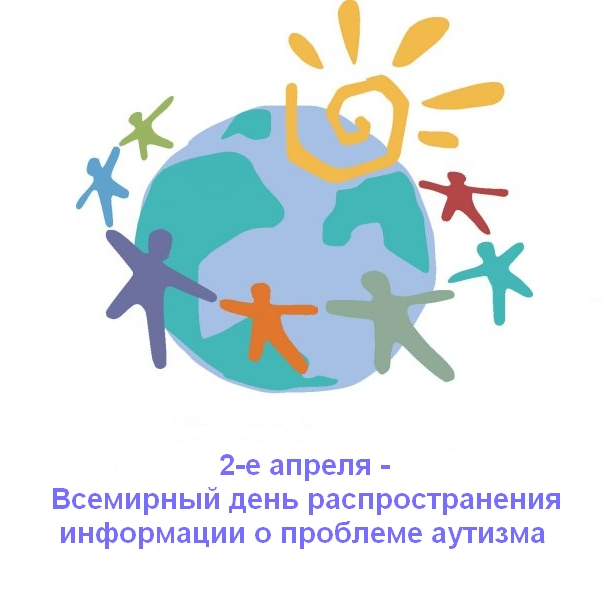 2-е апреля -
Всемирный день распространения
информации о проблеме аутизма